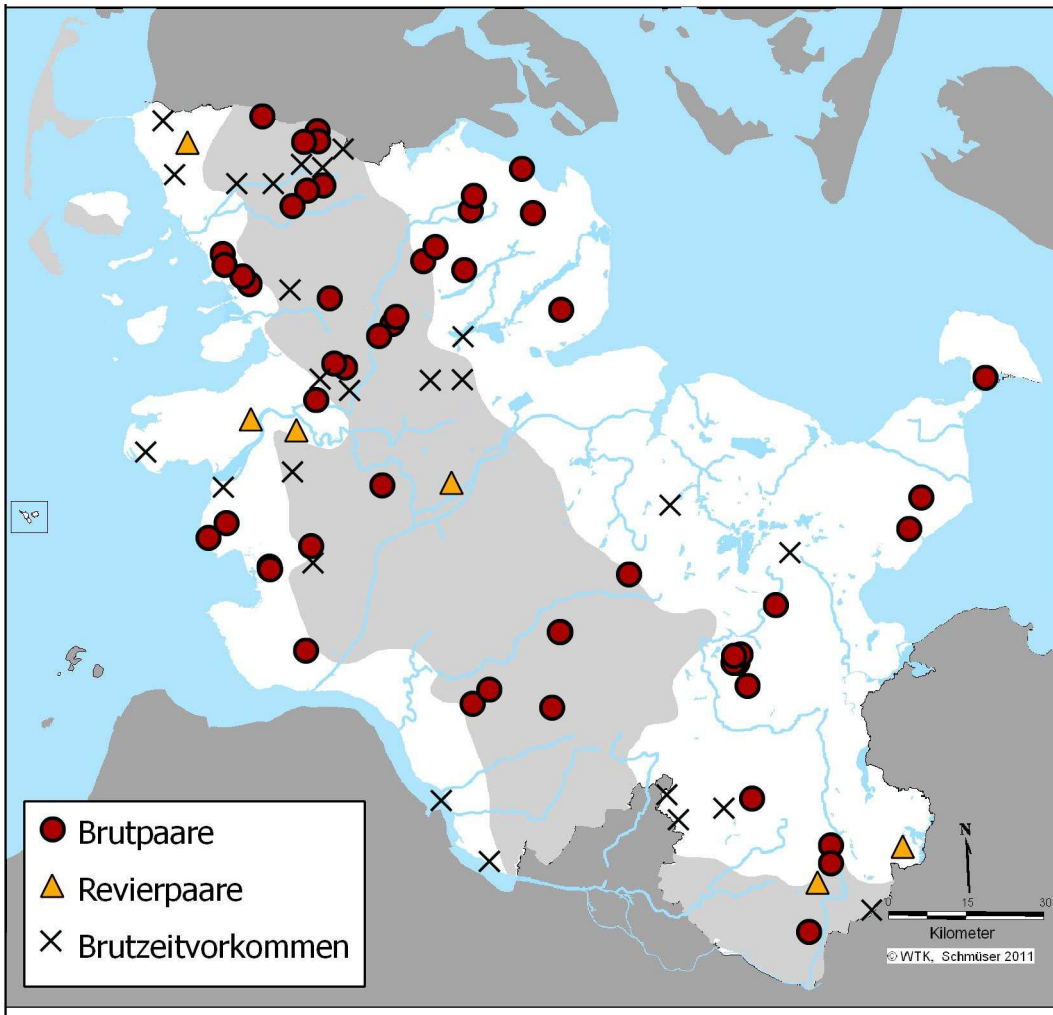 Brutpaare
Revierpaare
Brutzeitvorkommen
N
0 15 30
Kilometer
© WTK, Schmüser 2011